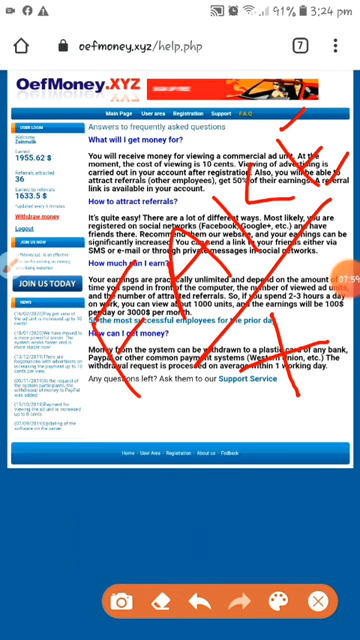 91% 3:24 pm
oefmoney.xyz/help.php 7
OefMoney.XYZ
Main Page User area Registration Support F.A.Q
USER LOGIN
Welcome
Earned
1955.62 $
Referrals attracted
36
Earned by referrals
1633.5 $
*updated every 5 minutes
Withdraw money
Logout
JOIN US NOW
JOIN US TODAY
NEWS
Answers to frequently asked questions
What will I get money for?
You will receive money for viewing a commercial ad unit. At the
moment, the cost of viewing is 10 cents. Viewing of advertising is
carried out in your account after registration. Also, you will be able to
attract referrals (other employees), get 50% of their earnings. A referral
link is available in your account.
How to attract referrals?
It's quite easy! There are a lot of different ways. Most likely, you are
registered on social networks (Facebook, Google+, etc.) and have
friends there. Recommend them our website, and your earnings can be
significantly increased. You can send a link to your friends either via
SMS or e-mail or through private messages in social networks.
How much can I earn?
Your earnings are practically unlimited and depend on the amount of
time you spend in front of the computer, the number of viewed ad units
and the number of attracted referrals. So, if you spend 2-3 hours a day
on work, you can view about 1000 units, and the earnings will be 100$
per day or 3000$ per month.
55 the most successful employees for the prior day
How can I get money?
Money from the system can be withdrawn to a plastic card of any bank,
Paypal or other common payment systems (Western Union, etc.) The
withdrawal request is processed on average within 1 working day.
Any questions left? Ask them to our Support Service
FAKE
07:59
Home - User Area - Registration - About us - Fedback